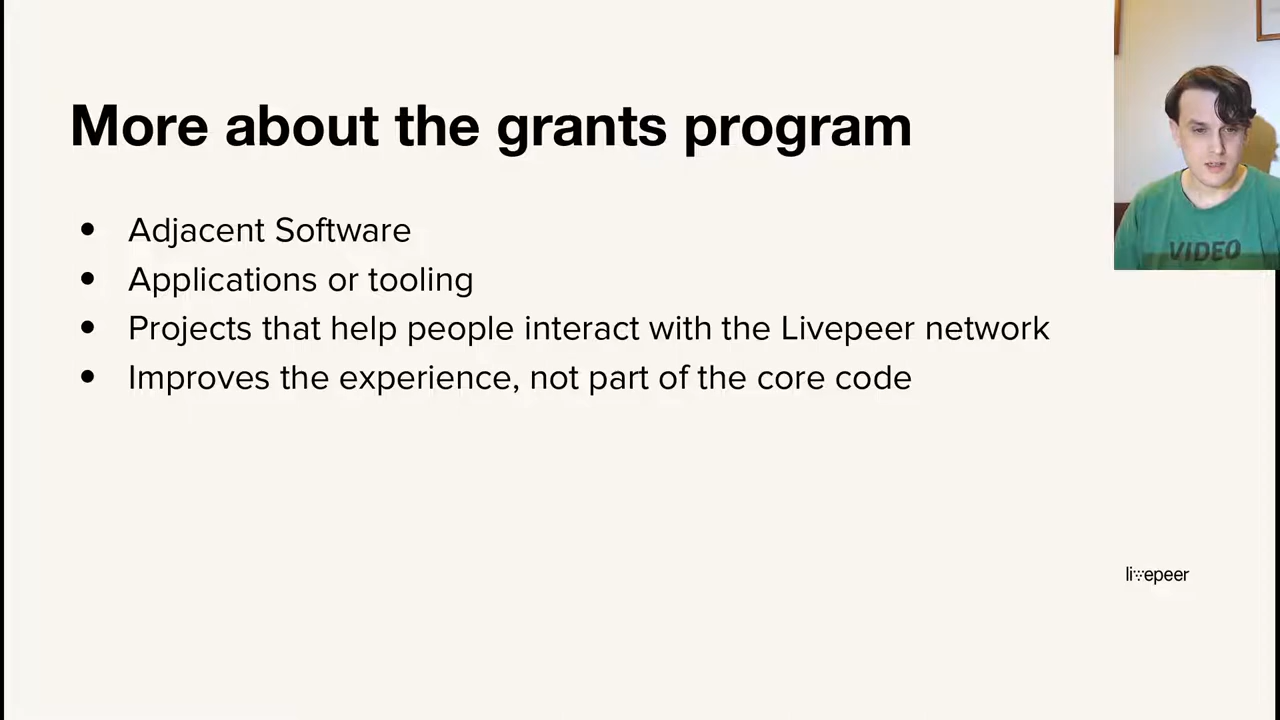 More about the grants program
• Adjacent Software
• Applications or tooling
• Projects that help people interact with the Livepeer network
• Improves the experience, not part of the core code
VIDEO
livepeer